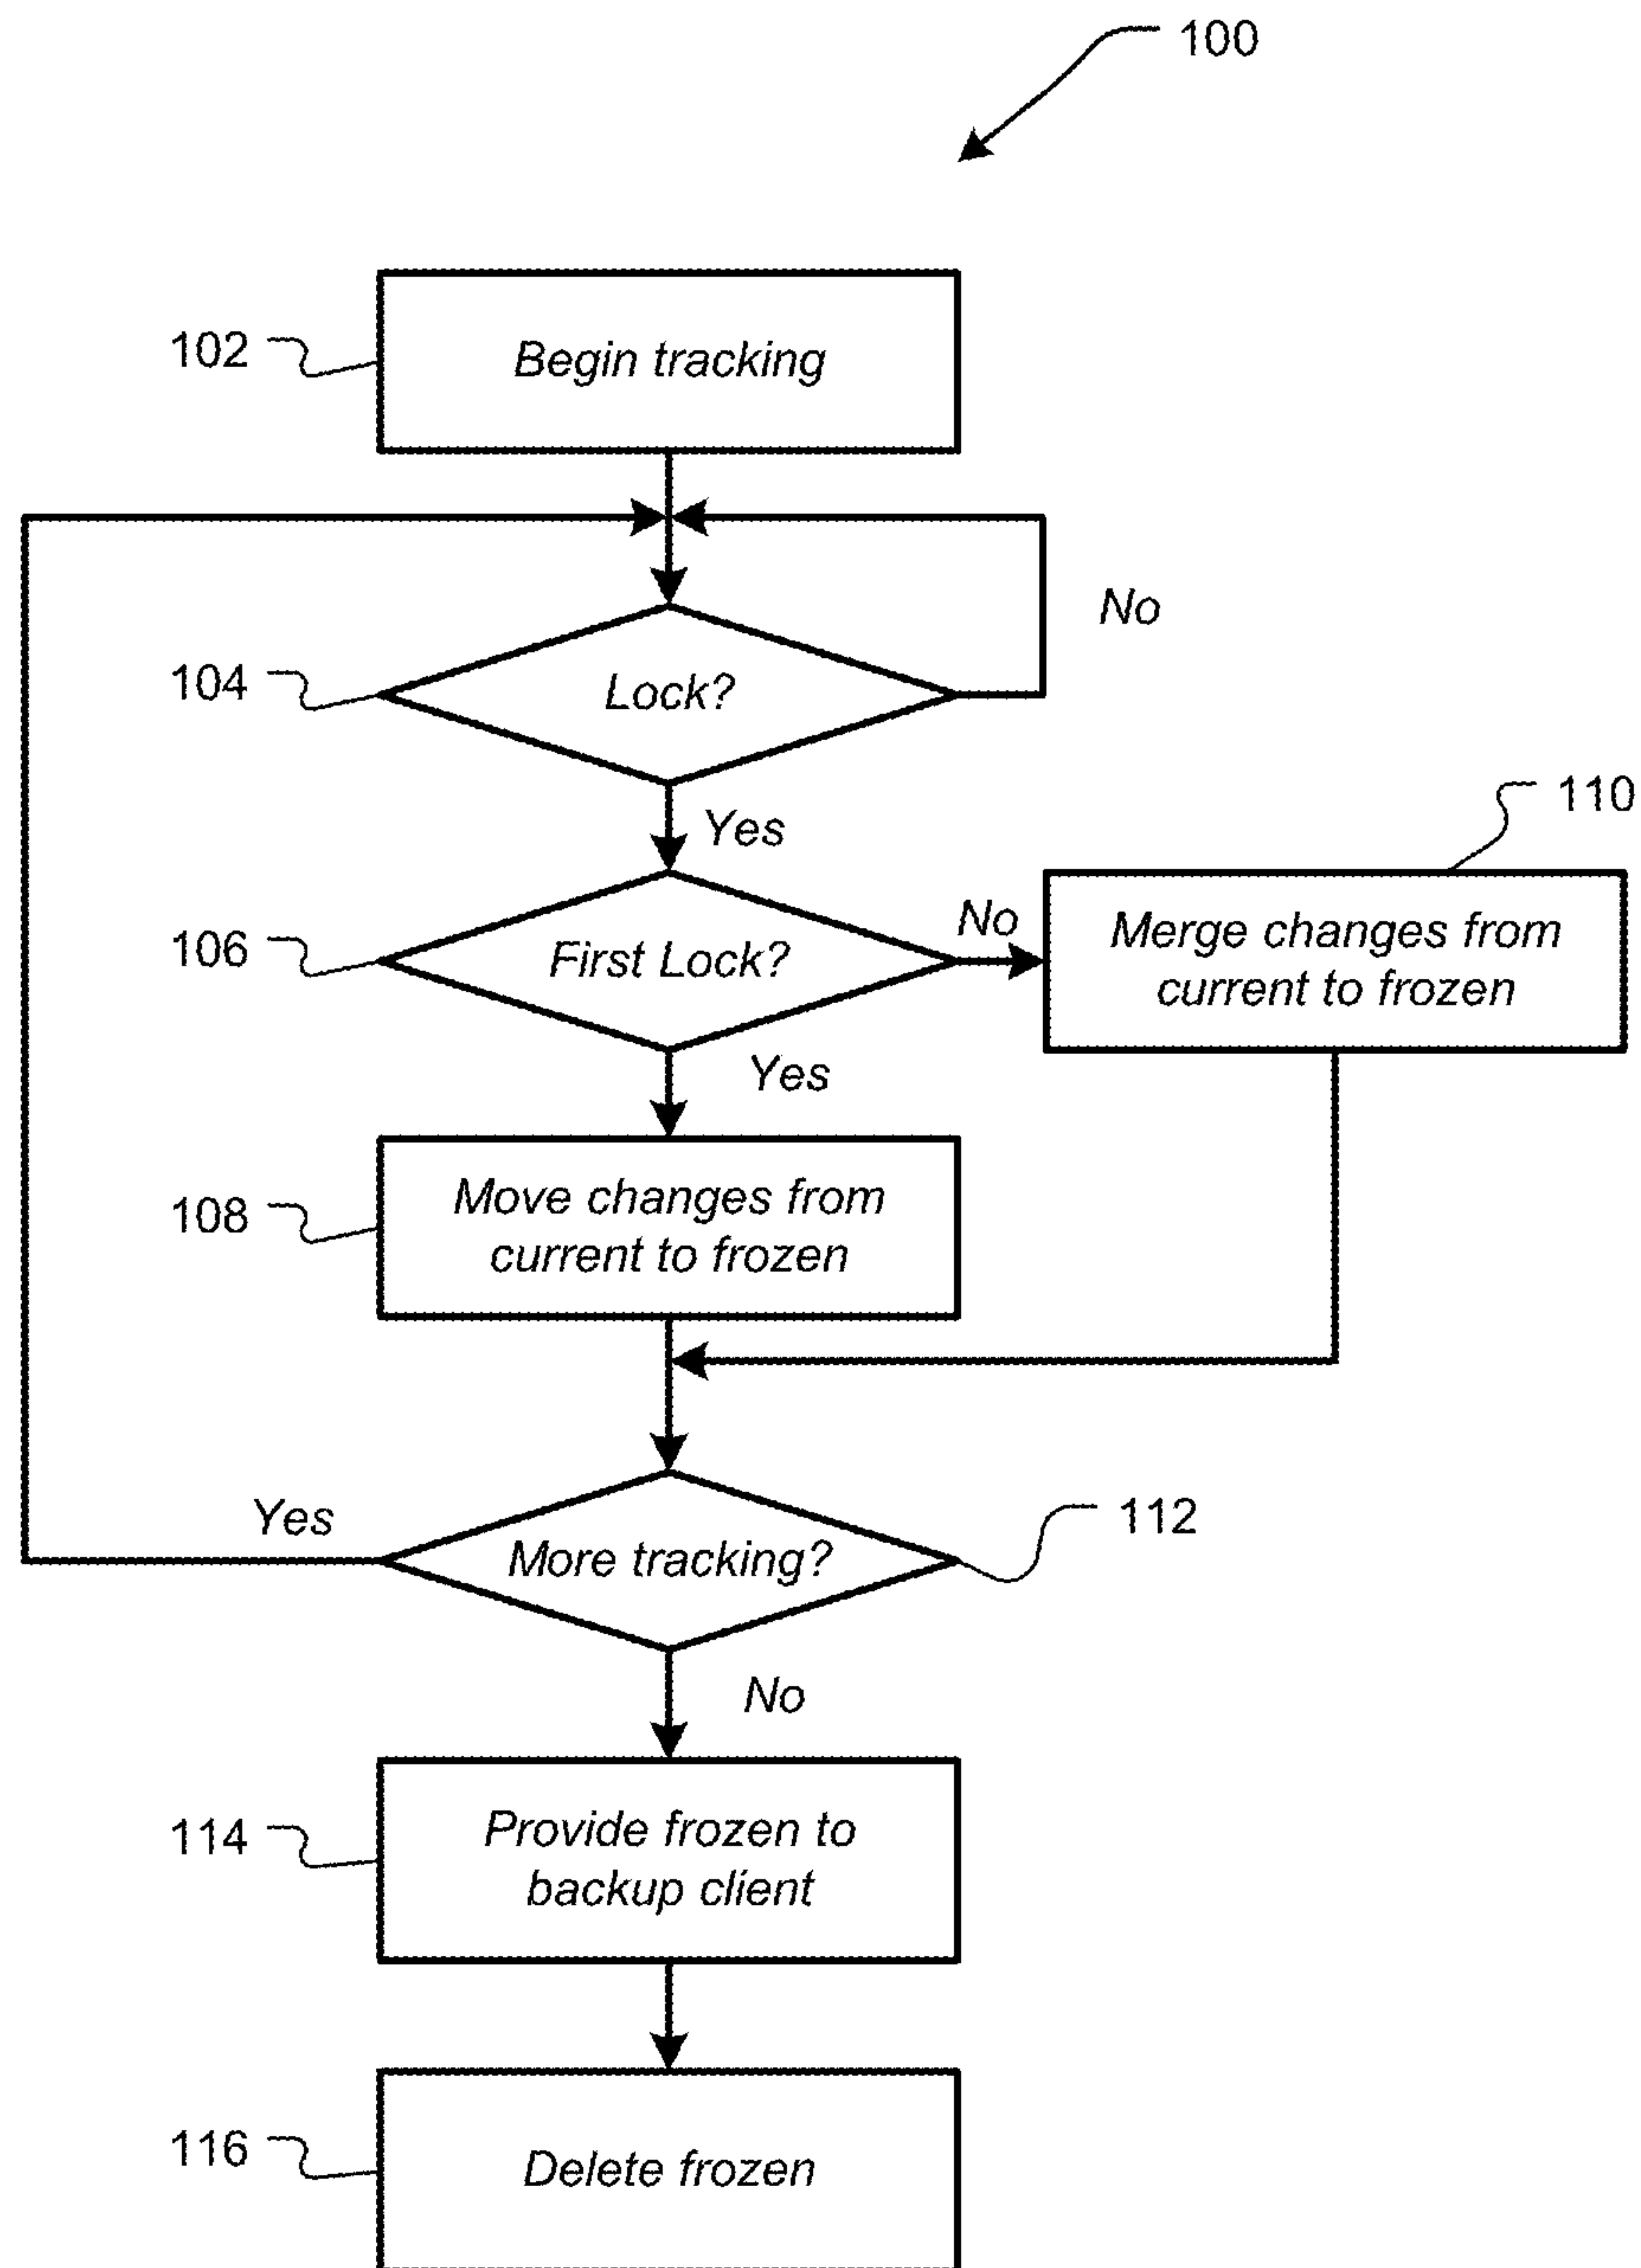 100
102
Begin tracking
No
104
Lock?
Yes
110
106
First Lock?
No
Merge changes from
current to frozen
Yes
108
Move changes from
current to frozen
Yes
More tracking?
112
No
114
Provide frozen to
backup client
116
Delete frozen